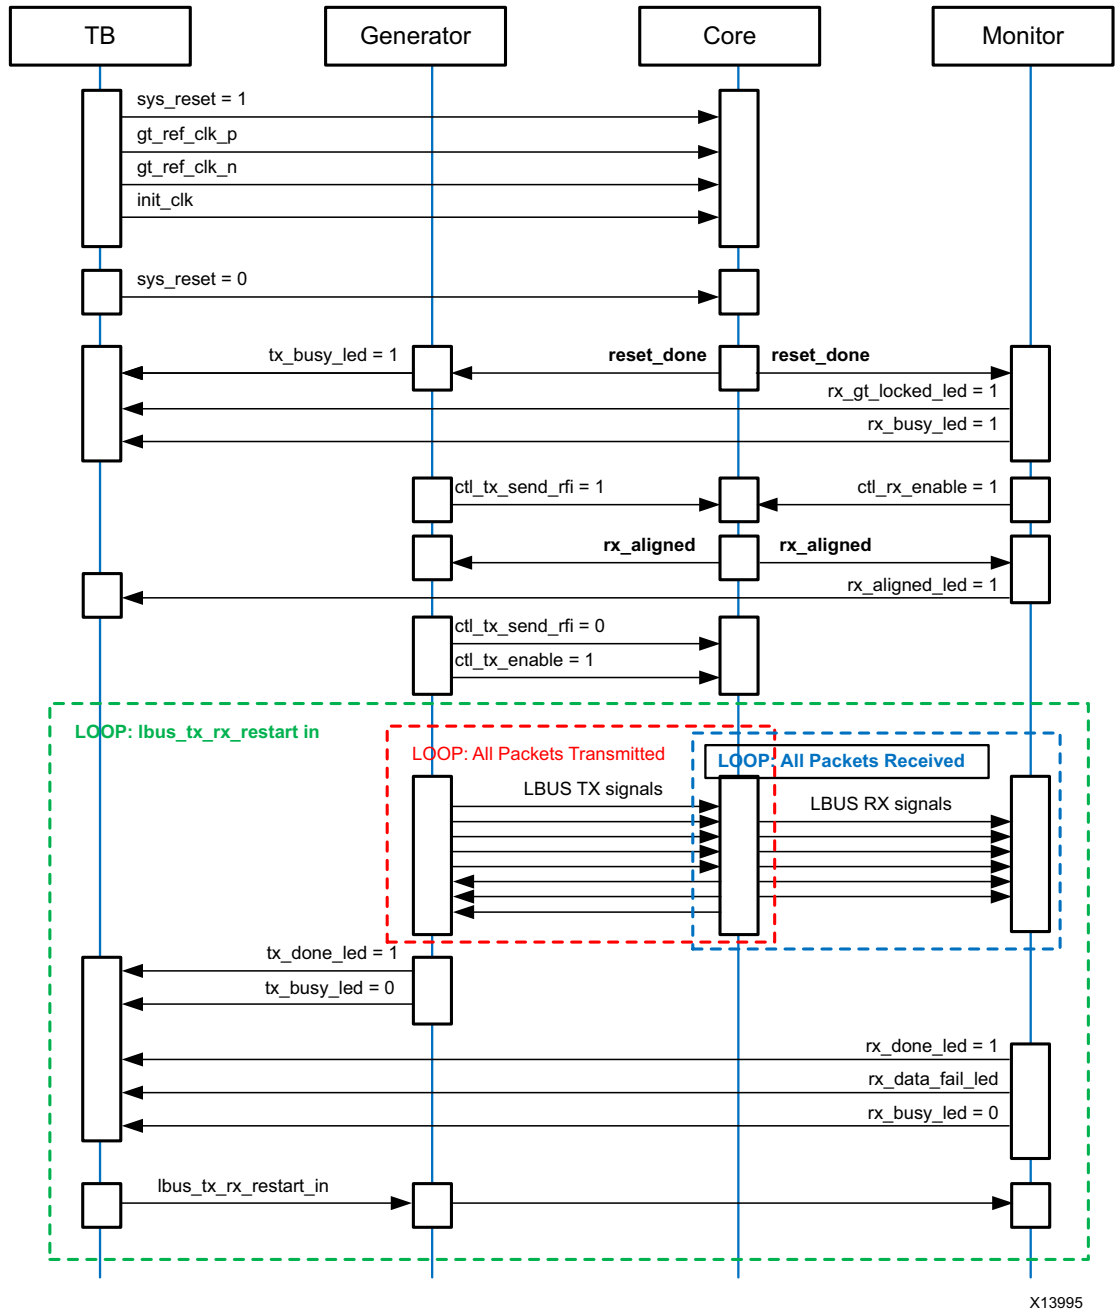 TB
Generator
Core
Monitor
sys_reset = 1
gt_ref_clk_p
gt_ref_clk_n
init_clk
sys_reset = 0
tx_busy_led = 1
reset_done
reset_done
rx_gt_locked_led = 1
rx_busy_led = 1
ctl_tx_send_rfi = 1
ctl_rx_enable = 1
rx_aligned
rx_aligned
rx_aligned_led = 1
ctl_tx_send_rfi = 0
ctl_tx_enable = 1
LOOP: lbus_tx_rx_restart in
LOOP: All Packets Transmitted
LOOP: All Packets Received
LBUS TX signals
LBUS RX signals
tx_done_led = 1
tx_busy_led = 0
rx_done_led = 1
rx_data_fail_led
rx_busy_led = 0
lbus_tx_rx_restart_in
X13995